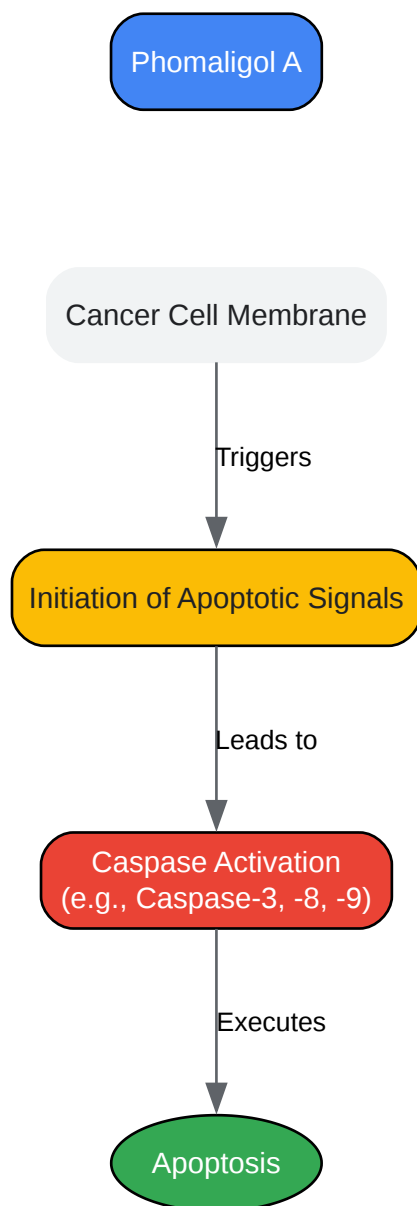 Phomaligol A
Cancer Cell Membrane
Triggers
Initiation of Apoptotic Signals
Leads to
Caspase Activation
(e.g., Caspase-3, -8, -9)
Executes
Apoptosis